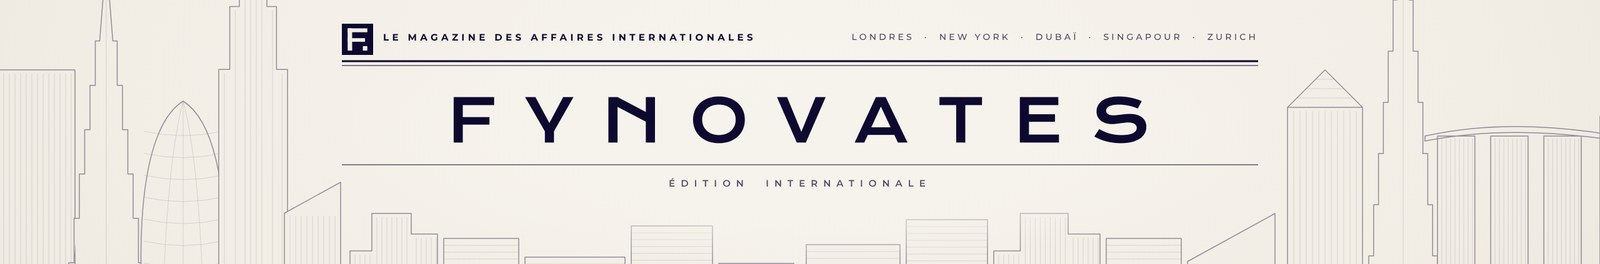 F. LE MAGAZINE DES AFFAIRES INTERNATIONALES
LONDRES · NEW YORK · DUBAÏ · SINGAPOUR · ZURICH
FYNOVATES
ÉDITION INTERNATIONALE